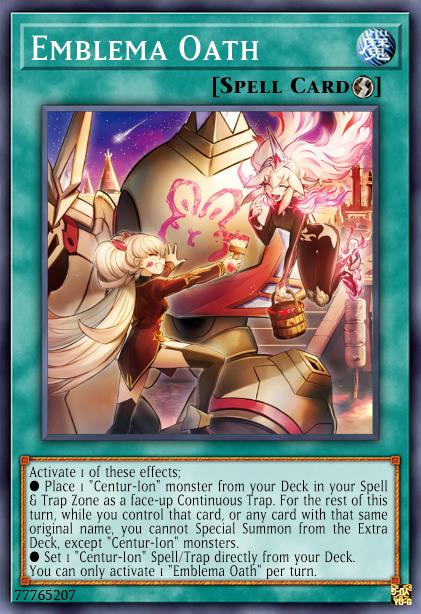 Emblema Oath
[Spell Card]
Activate 1 of these effects;
● Place 1 "Centur-Ion" monster from your Deck in your Spell
& Trap Zone as a face-up Continuous Trap. For the rest of this
turn, while you control that card, or any card with that same
original name, you cannot Special Summon from the Extra
Deck, except "Centur-Ion" monsters.
● Set 1 "Centur-Ion" Spell/Trap directly from your Deck.
You can only activate 1 "Emblema Oath" per turn.
77765207